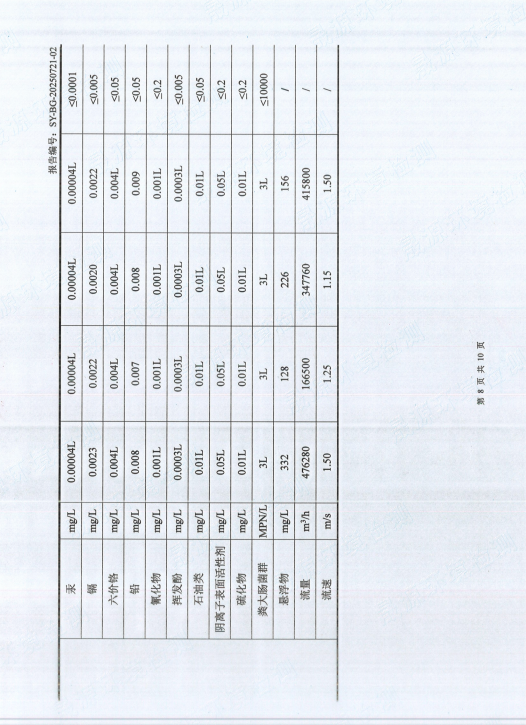 报告编号：SY-BG-20250721-02
汞 mg/L 0.00004L 0.00004L 0.00004L 0.00004L ≤0.0001
镉 mg/L 0.0023 0.0022 0.0020 0.0022 ≤0.005
六价铬 mg/L 0.004L 0.004L 0.004L 0.004L ≤0.05
铅 mg/L 0.008 0.007 0.008 0.009 ≤0.05
氰化物 mg/L 0.001L 0.001L 0.001L 0.001L ≤0.2
挥发酚 mg/L 0.0003L 0.0003L 0.0003L 0.0003L ≤0.005
石油类 mg/L 0.01L 0.01L 0.01L 0.01L ≤0.05
阴离子表面活性剂 mg/L 0.05L 0.05L 0.05L 0.05L ≤0.2
硫化物 mg/L 0.01L 0.01L 0.01L 0.01L ≤0.2
粪大肠菌群 MPN/L 3L 3L 3L 3L ≤10000
悬浮物 mg/L 332 128 226 156 /
流量 m³/h 476280 166500 347760 415800 /
流速 m/s 1.50 1.25 1.15 1.50 /
第 8 页 共 10 页